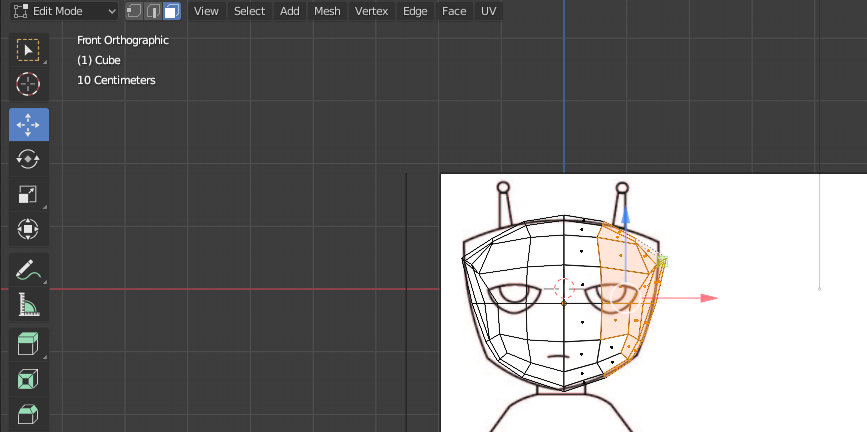 Edit Mode View Select Add Mesh Vertex Edge Face UV
Front Orthographic
(1) Cube
10 Centimeters